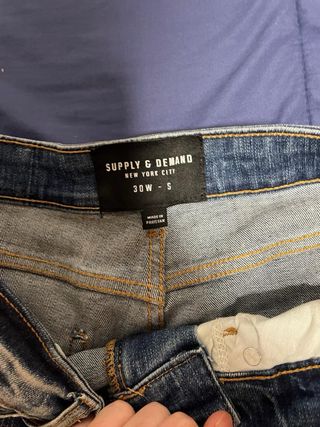 SUPPLY & DEMAND
NEW YORK CITY
30W - S
MADE IN
PAKISTAN